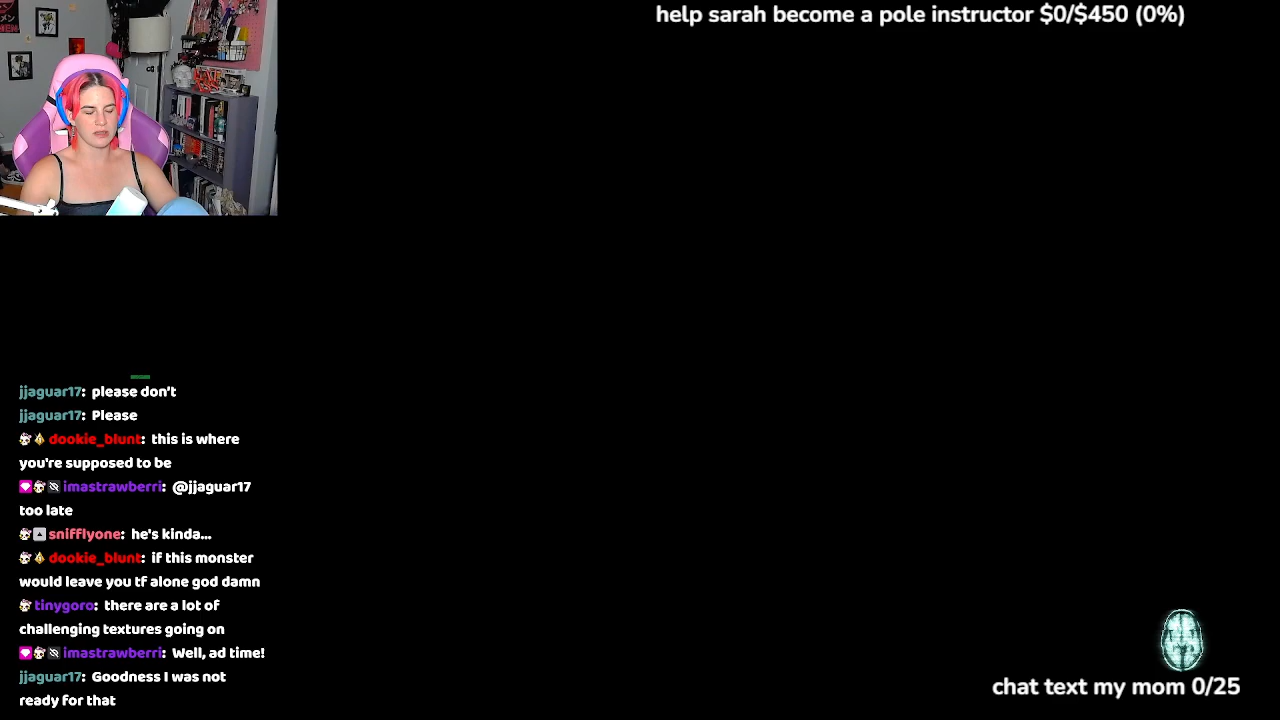 help sarah become a pole instructor $0/$450 (0%)
jjaguar17: please don't
jjaguar17: Please
dookie_blunt: this is where
you're supposed to be
imastrawberri: @jjaguar17
too late
snifflyone: he's kinda...
dookie_blunt: if this monster
would leave you tf alone god damn
tinygoro: there are a lot of
challenging textures going on
imastrawberri: Well, ad time!
jjaguar17: Goodness I was not
ready for that
chat text my mom 0/25